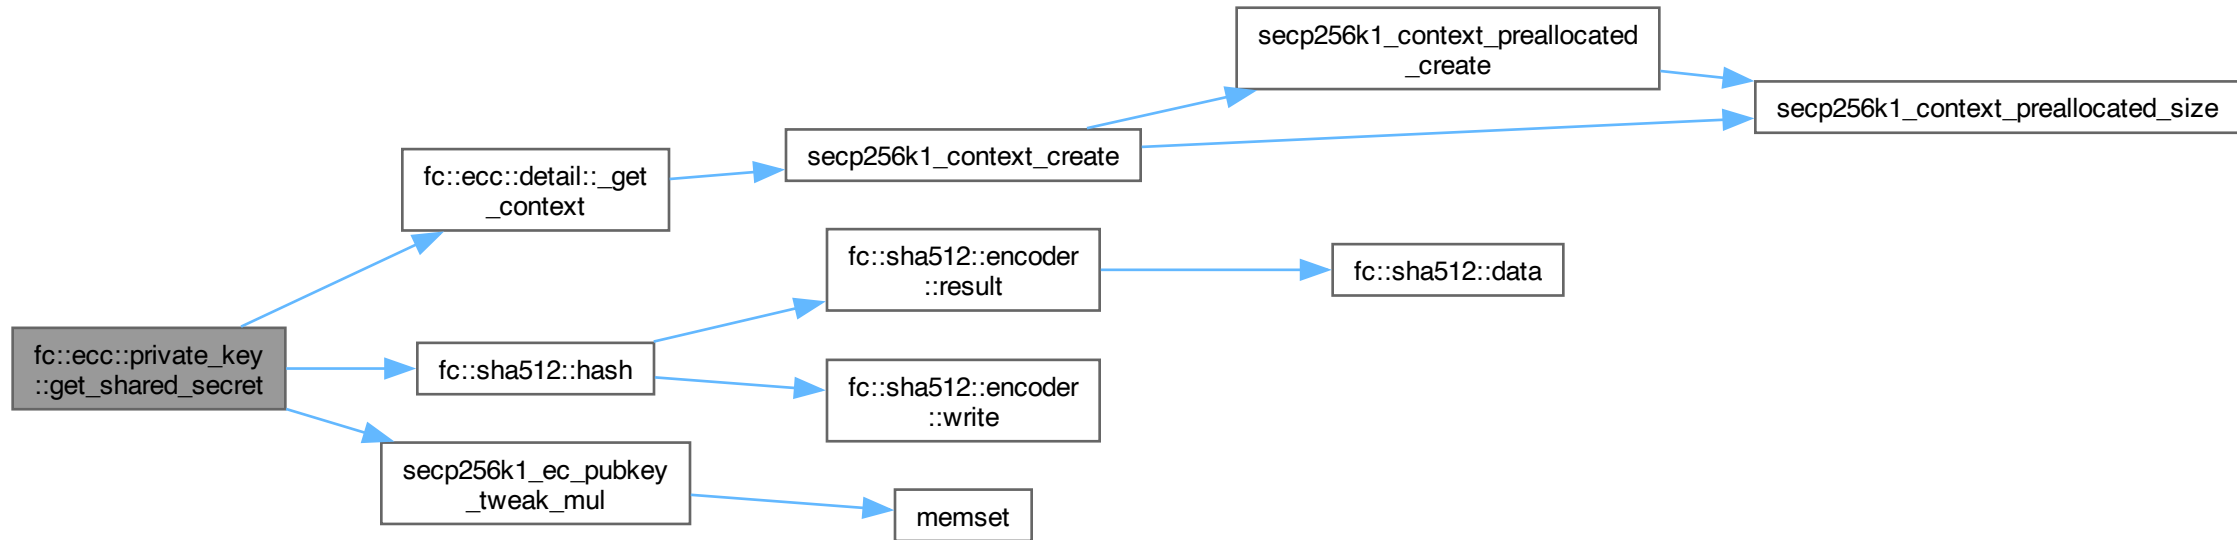 fc::ecc::private_key
::get_shared_secret
fc::ecc::detail::_get
_context
secp256k1_context_create
secp256k1_context_preallocated
_create
secp256k1_context_preallocated_size
fc::sha512::hash
fc::sha512::encoder
::result
fc::sha512::data
fc::sha512::encoder
::write
secp256k1_ec_pubkey
_tweak_mul
memset